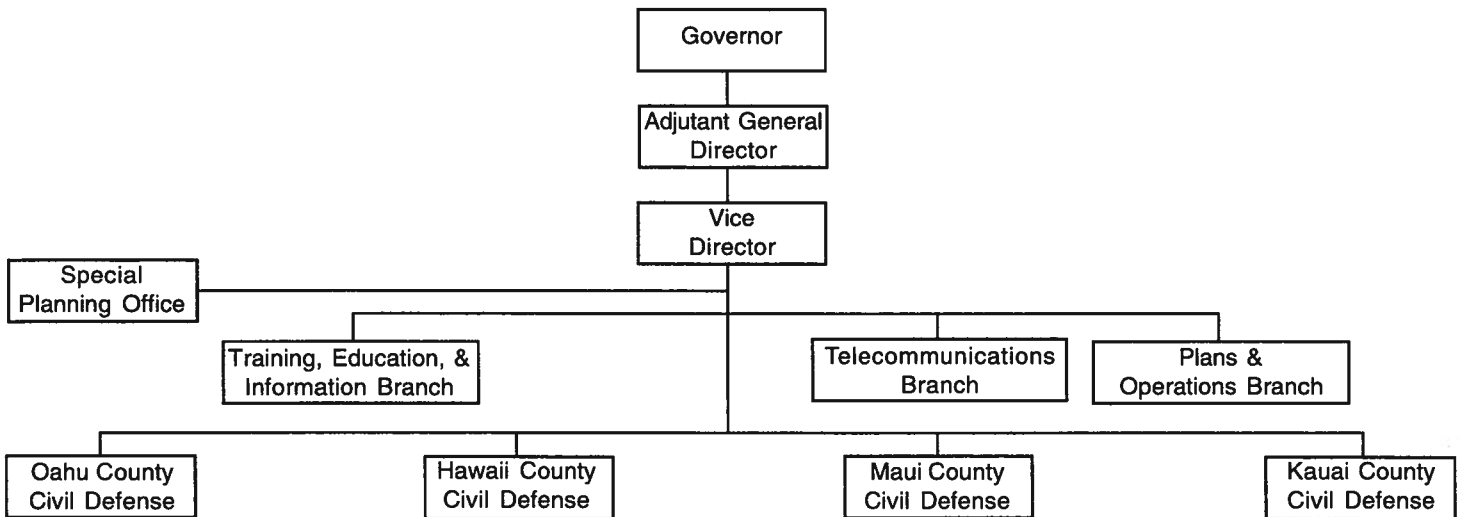 Governor
Adjutant General
Director
Vice
Director
Special
Planning Office
Training, Education, &
Information Branch
Telecommunications
Branch
Plans &
Operations Branch
Oahu County
Civil Defense
Hawaii County
Civil Defense
Maui County
Civil Defense
Kauai County
Civil Defense